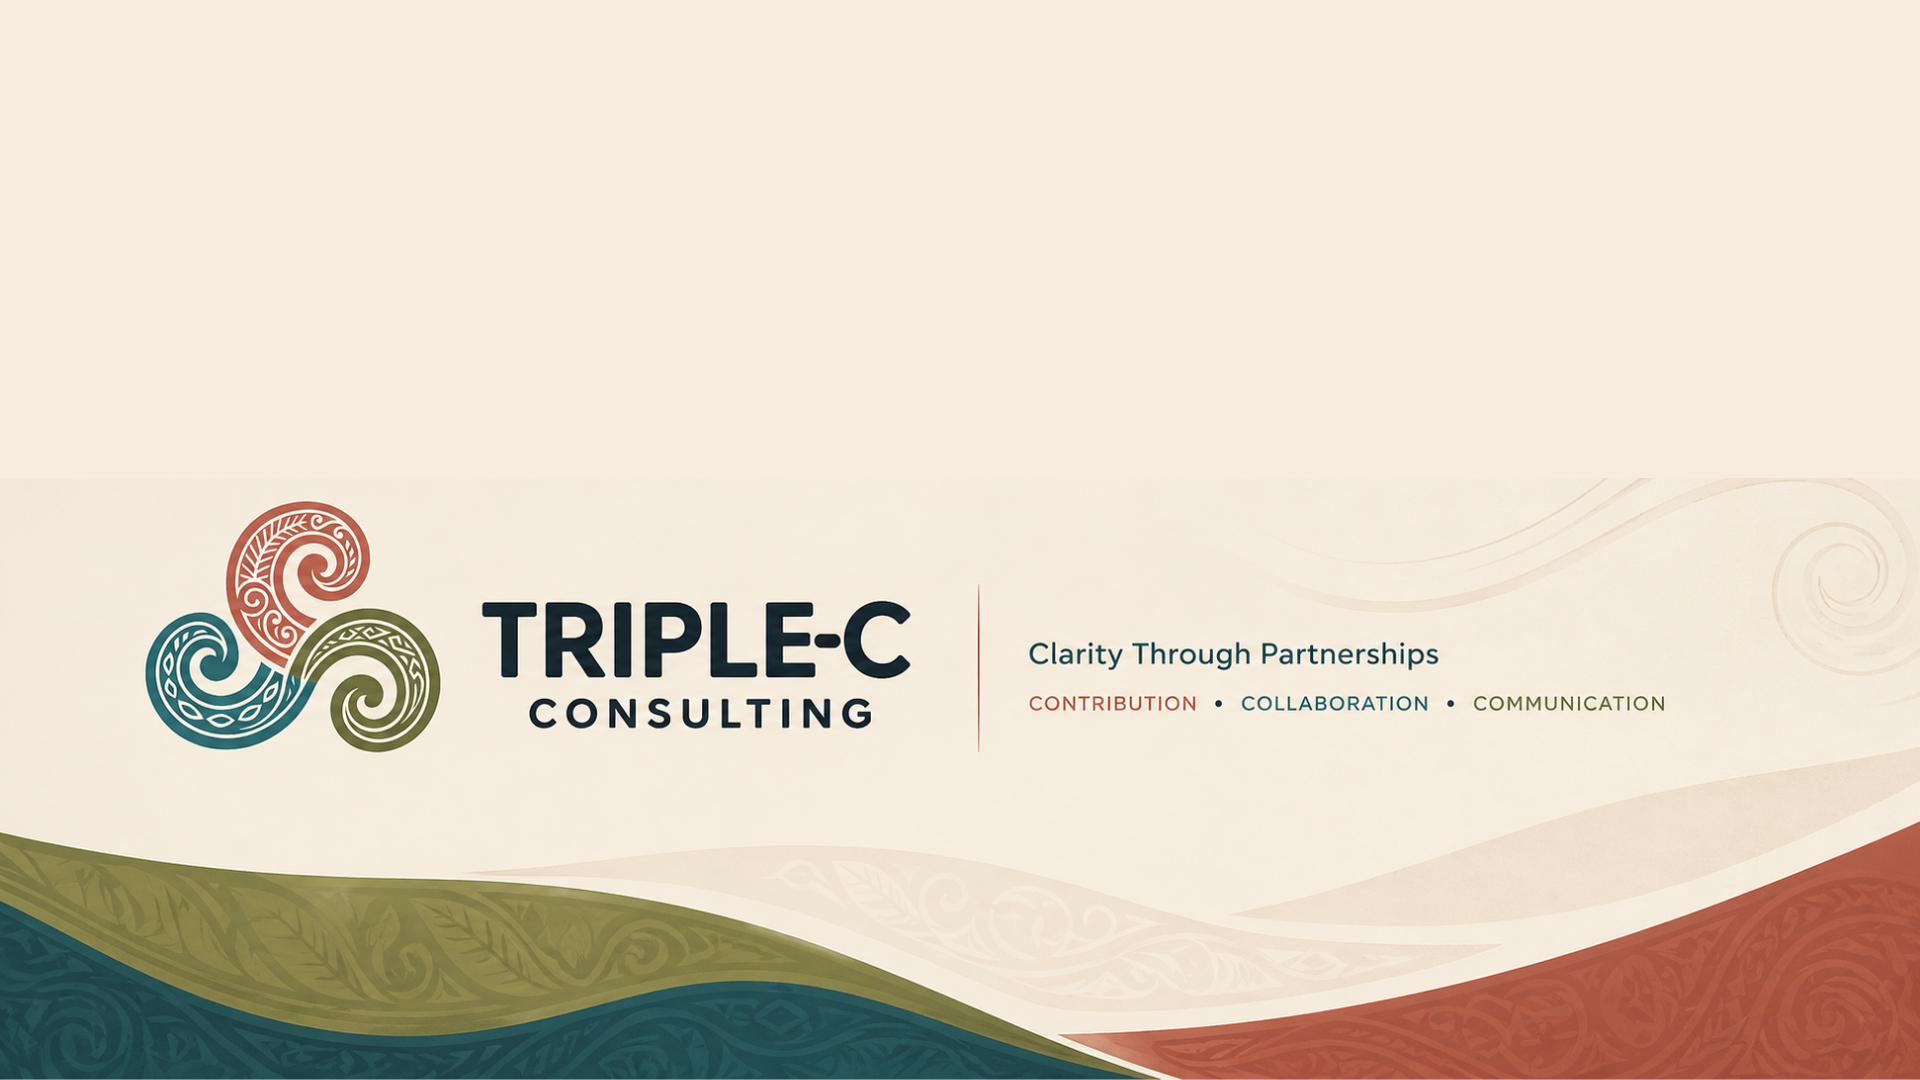 TRIPLE-C
CONSULTING
Clarity Through Partnerships
CONTRIBUTION • COLLABORATION • COMMUNICATION